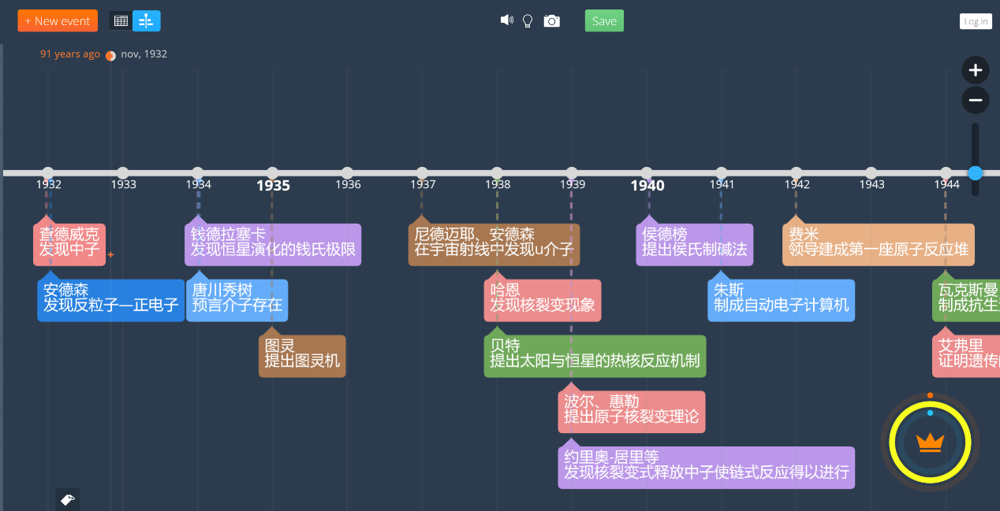 + New event
Save
Log in
91 years ago nov, 1932
1932 1933 1934 1935 1936 1937 1938 1939 1940 1941 1942 1943 1944
查德威克
发现中子
钱德拉塞卡
发现恒星演化的钱氏极限
尼德迈耶、安德森
在宇宙射线中发现u介子
侯德榜
提出侯氏制碱法
费米
领导建成第一座原子反应堆
安德森
发现反粒子—正电子
唐川秀树
预言介子存在
哈恩
发现核裂变现象
朱斯
制成自动电子计算机
瓦克斯曼
制成抗生
图灵
提出图灵机
贝特
提出太阳与恒星的热核反应机制
艾弗里
证明遗传
波尔、惠勒
提出原子核裂变理论
约里奥-居里等
发现核裂变式释放中子使链式反应得以进行